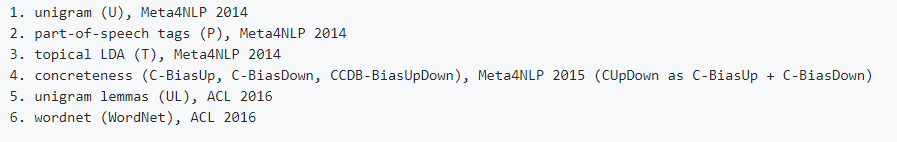 1. unigram (U), Meta4NLP 2014
2. part-of-speech tags (P), Meta4NLP 2014
3. topical LDA (T), Meta4NLP 2014
4. concreteness (C-BiasUp, C-BiasDown, CCDB-BiasUpDown), Meta4NLP 2015 (CUpDown as C-BiasUp + C-BiasDown)
5. unigram lemmas (UL), ACL 2016
6. wordnet (WordNet), ACL 2016